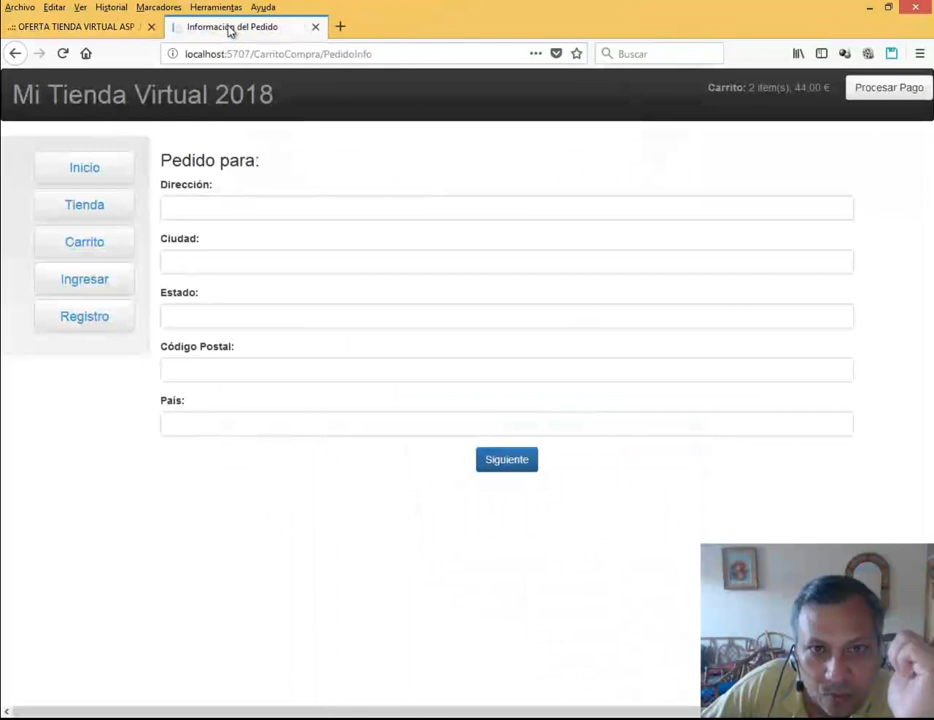 Archivo Editar Ver Historial Marcadores Herramientas Ayuda
..:: OFERTA TIENDA VIRTUAL ASP
Información del Pedido
localhost:5707/CarritoCompra/PedidoInfo
Buscar
Mi Tienda Virtual 2018
Carrito: 2 item(s), 44,00 €
Procesar Pago
Inicio
Tienda
Carrito
Ingresar
Registro
Pedido para:
Dirección:
Ciudad:
Estado:
Código Postal:
País:
Siguiente